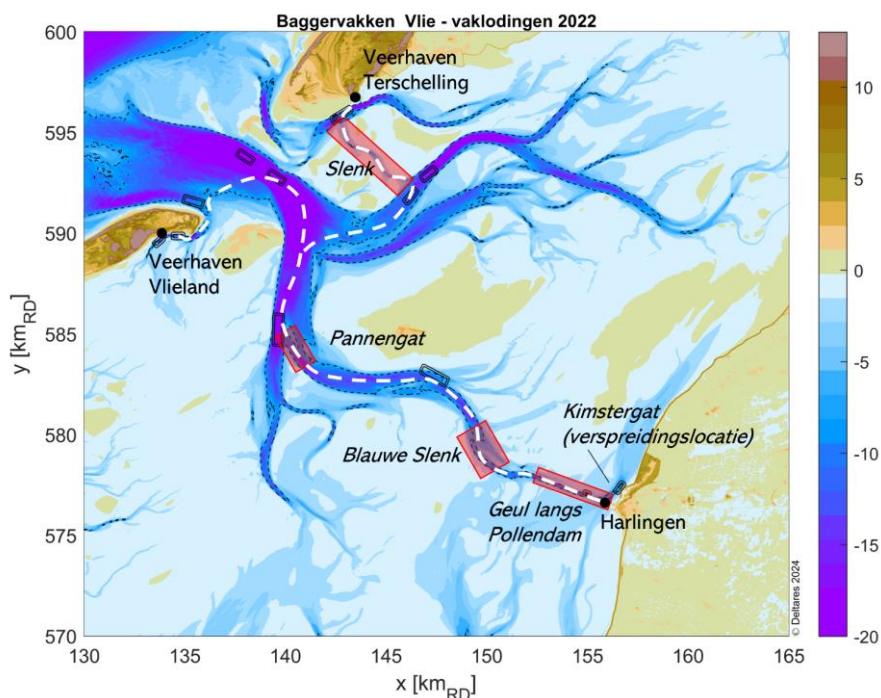 Baggervakken Vlie - vaklodingen 2022
600
595
590
585
580
575
570
y [km_RD]
130
135
140
145
150
155
160
165
x [km_RD]
Veerhaven
Terschelling
Slenk
Veerhaven
Vlieland
Pannengat
Kimstergat
(verspreidingslocatie)
Blauwe Slenk
Geul langs
Pollendam
Harlingen
10
5
0
-5
-10
-15
-20
© Deltares 2024